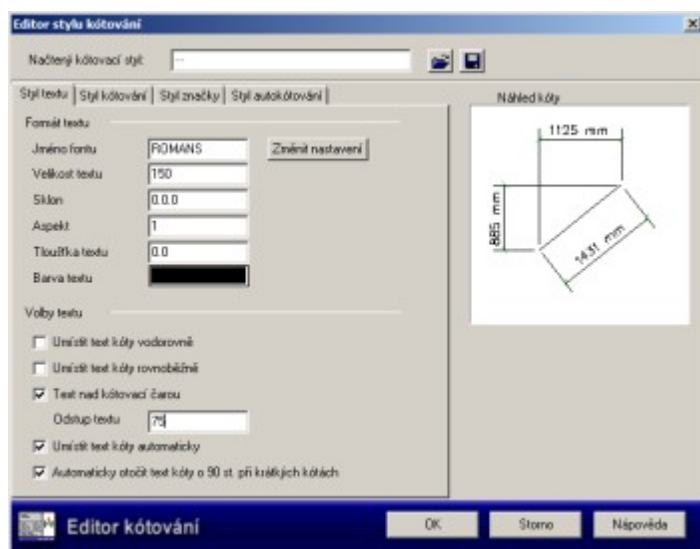 Editor stylu kótování
Načtený kótovací styl: --
Styl textu Styl kótování Styl značky Styl autokótování
Náhled kóty
Formát textu
Jméno fontu ROMANS Změnit nastavení
Velikost textu 150
Sklon 0.0.0
Aspekt 1
Tloušťka textu 0.0
Barva textu
1125 mm
885 mm
1431 mm
Volby textu
Umístit text kóty vodorovně
Umístit text kóty rovnoběžně
Text nad kótovací čarou
Odstup textu 75
Umístit text kóty automaticky
Automaticky otočit text kóty o 90 st. při krátkých kótách
Editor kótování OK Storno Nápověda